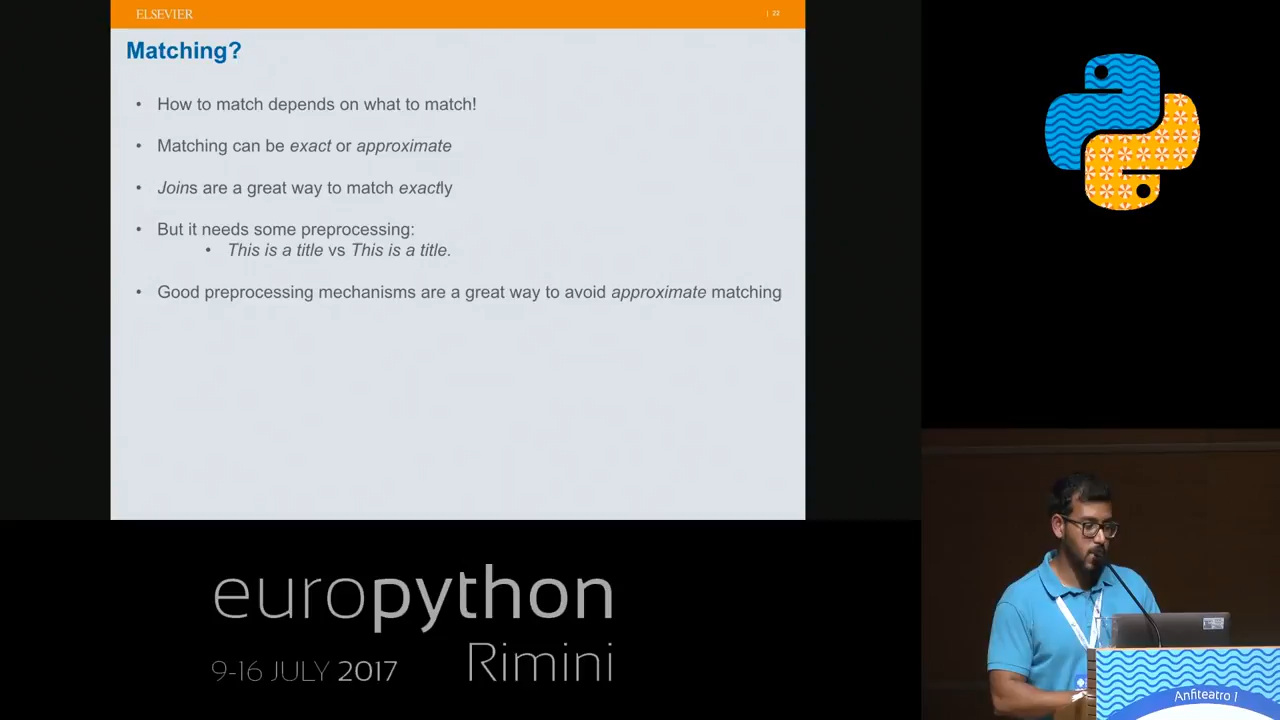 ELSEVIER
| 22
Matching?
• How to match depends on what to match!
• Matching can be exact or approximate
• Joins are a great way to match exactly
• But it needs some preprocessing:
• This is a title vs This is a title.
• Good preprocessing mechanisms are a great way to avoid approximate matching
europython
9-16 JULY 2017
Rimini
Anfiteatro 1